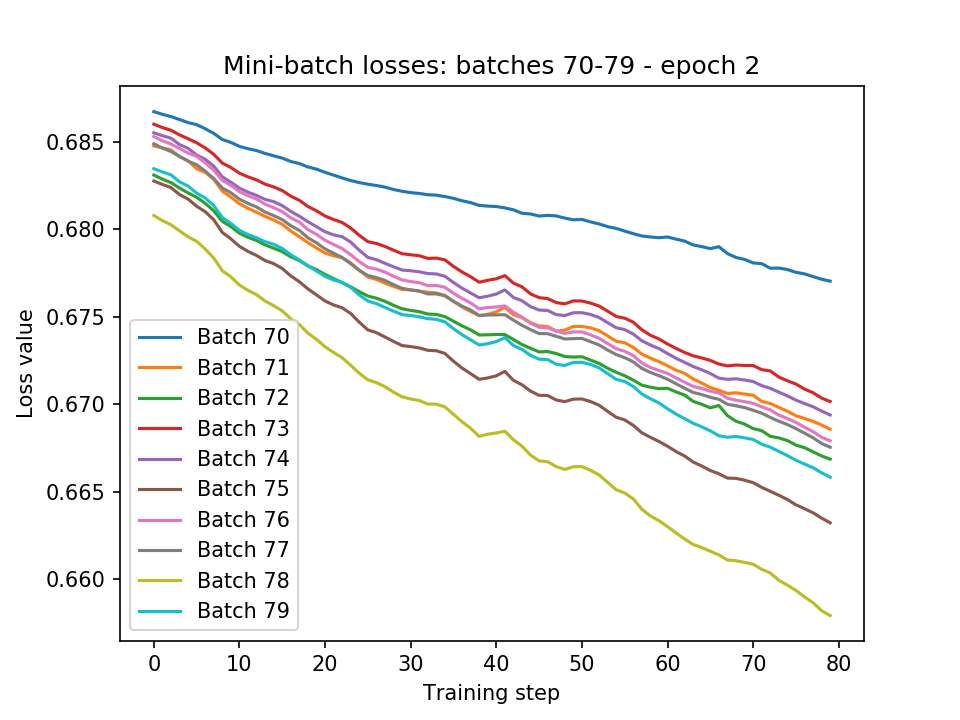 Mini-batch losses: batches 70-79 - epoch 2
Loss value
0.685
0.680
0.675
0.670
0.665
0.660
Batch 70
Batch 71
Batch 72
Batch 73
Batch 74
Batch 75
Batch 76
Batch 77
Batch 78
Batch 79
0 10 20 30 40 50 60 70 80
Training step